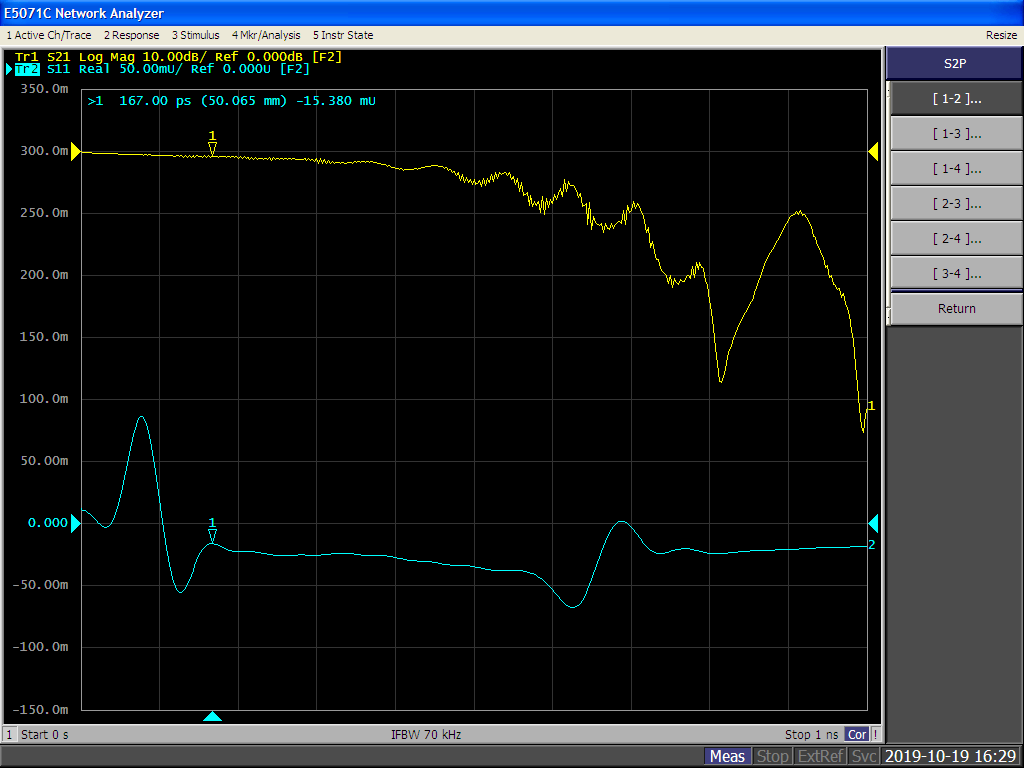 E5071C Network Analyzer
1 Active Ch/Trace 2 Response 3 Stimulus 4 Mkr/Analysis 5 Instr State Resize
Tr1 S21 Log Mag 10.00dB/ Ref 0.000dB [F2]
Tr2 S11 Real 50.00mU/ Ref 0.000U [F2]
S2P
350.0m
>1 167.00 ps (50.065 mm) -15.380 mU
[ 1-2 ]...
[ 1-3 ]...
1
300.0m
[ 1-4 ]...
[ 2-3 ]...
250.0m
[ 2-4 ]...
200.0m
[ 3-4 ]...
Return
150.0m
100.0m
1
50.00m
0.000
1
2
-50.00m
-100.0m
-150.0m
1 Start 0 s IFBW 70 kHz Stop 1 ns Cor !
Meas Stop ExtRef Svc 2019-10-19 16:29